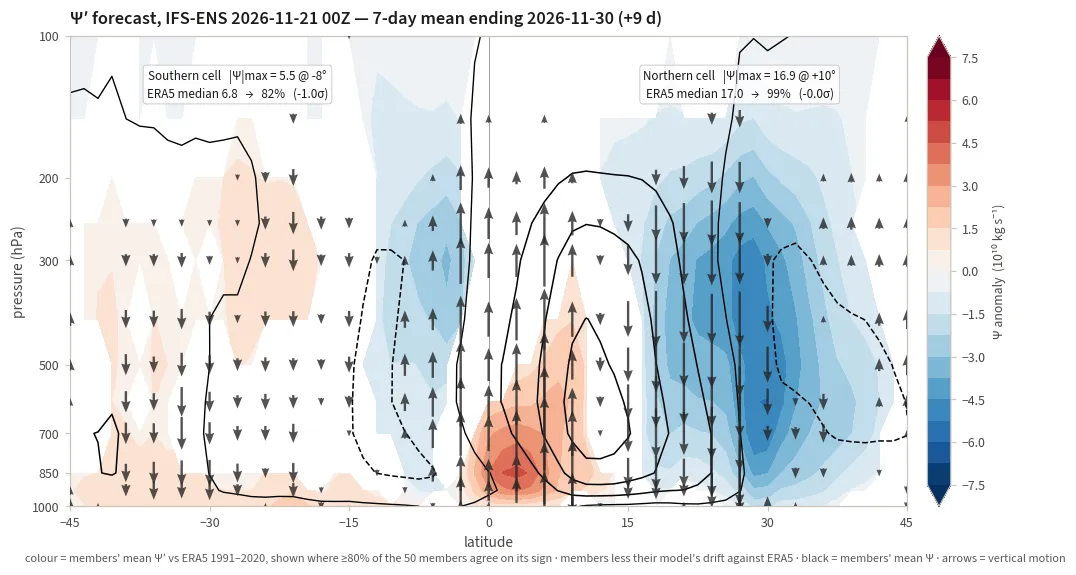 Ψ′ forecast, IFS-ENS 2026-11-21 00Z — 7-day mean ending 2026-11-30 (+9 d)
Southern cell |Ψ|max = 5.5 @ -8°
ERA5 median 6.8 → 82% (-1.0σ)
Northern cell |Ψ|max = 16.9 @ +10°
ERA5 median 17.0 → 99% (-0.0σ)
pressure (hPa)
100
200
300
400
500
700
850
1000
−45
−30
−15
0
15
30
45
latitude
7.5
6.0
4.5
3.0
1.5
0.0
−1.5
−3.0
−4.5
−6.0
−7.5
Ψ anomaly (10¹⁰ kg s⁻¹)
colour = members' mean Ψ′ vs ERA5 1991–2020, shown where ≥80% of the 50 members agree on its sign · members less their model's drift against ERA5 · black = members' mean Ψ · arrows = vertical motion